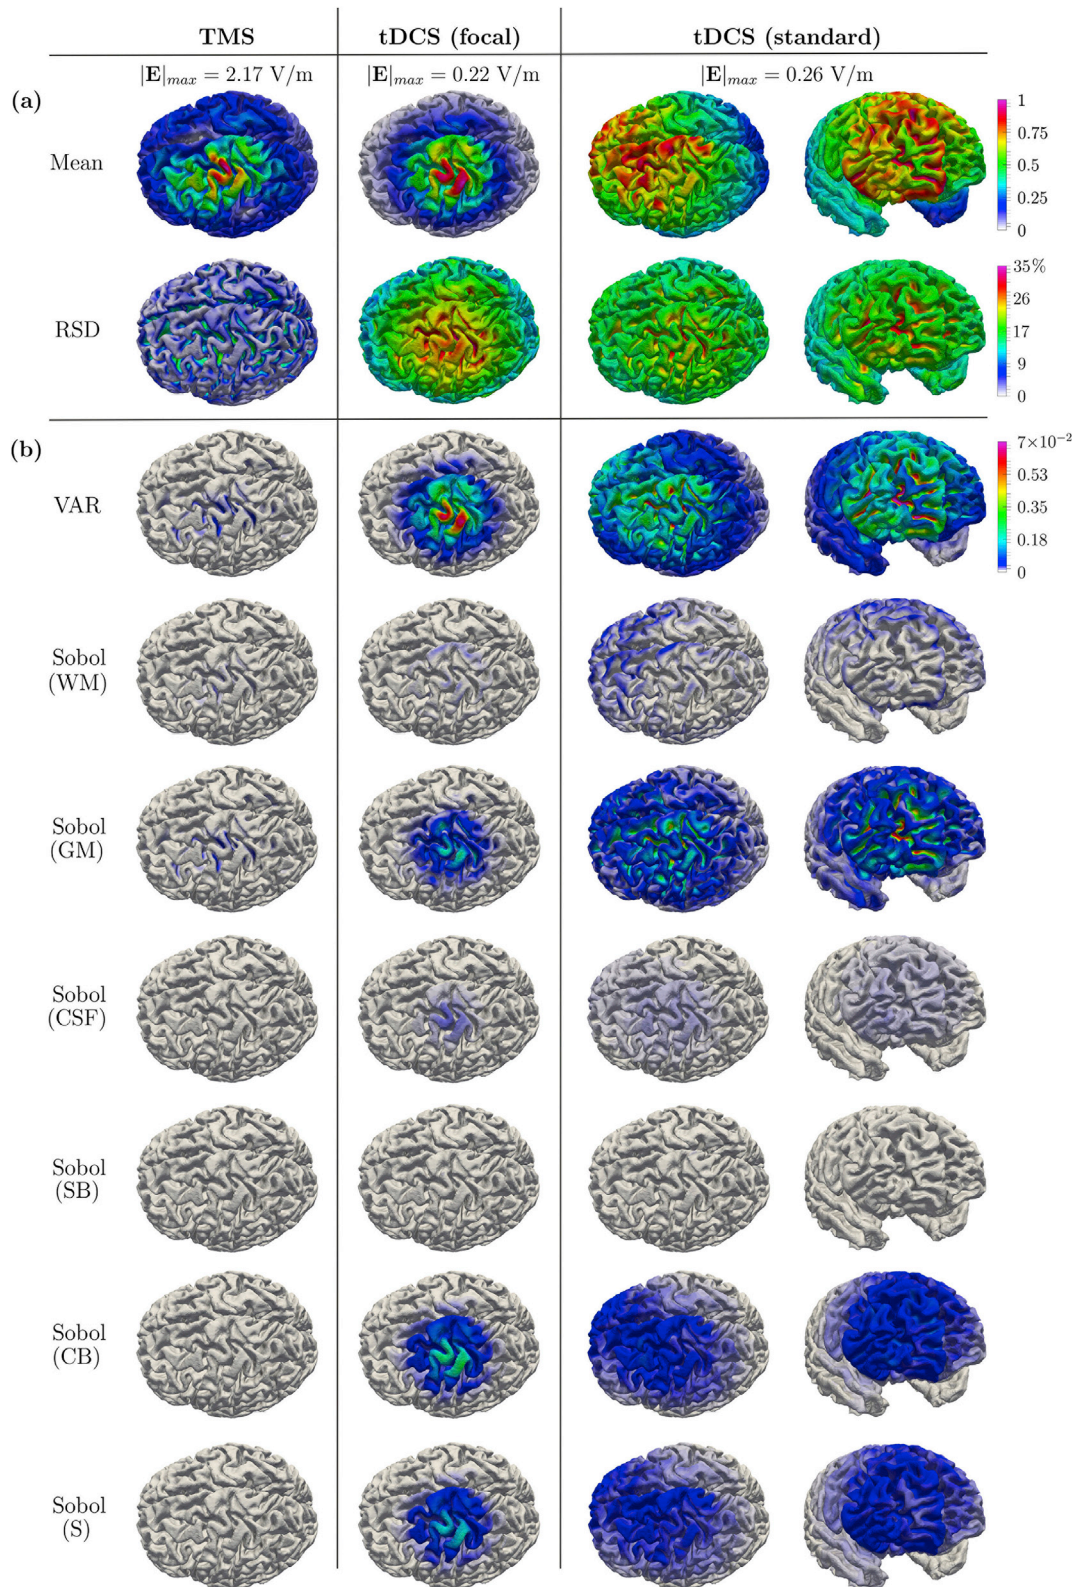 TMS tDCS (focal) tDCS (standard)
|E|max = 2.17 V/m |E|max = 0.22 V/m |E|max = 0.26 V/m
(a)
Mean
1
0.75
0.5
0.25
0
RSD
35%
26
17
9
0
(b)
VAR
7×10−2
0.53
0.35
0.18
0
Sobol
(WM)
Sobol
(GM)
Sobol
(CSF)
Sobol
(SB)
Sobol
(CB)
Sobol
(S)